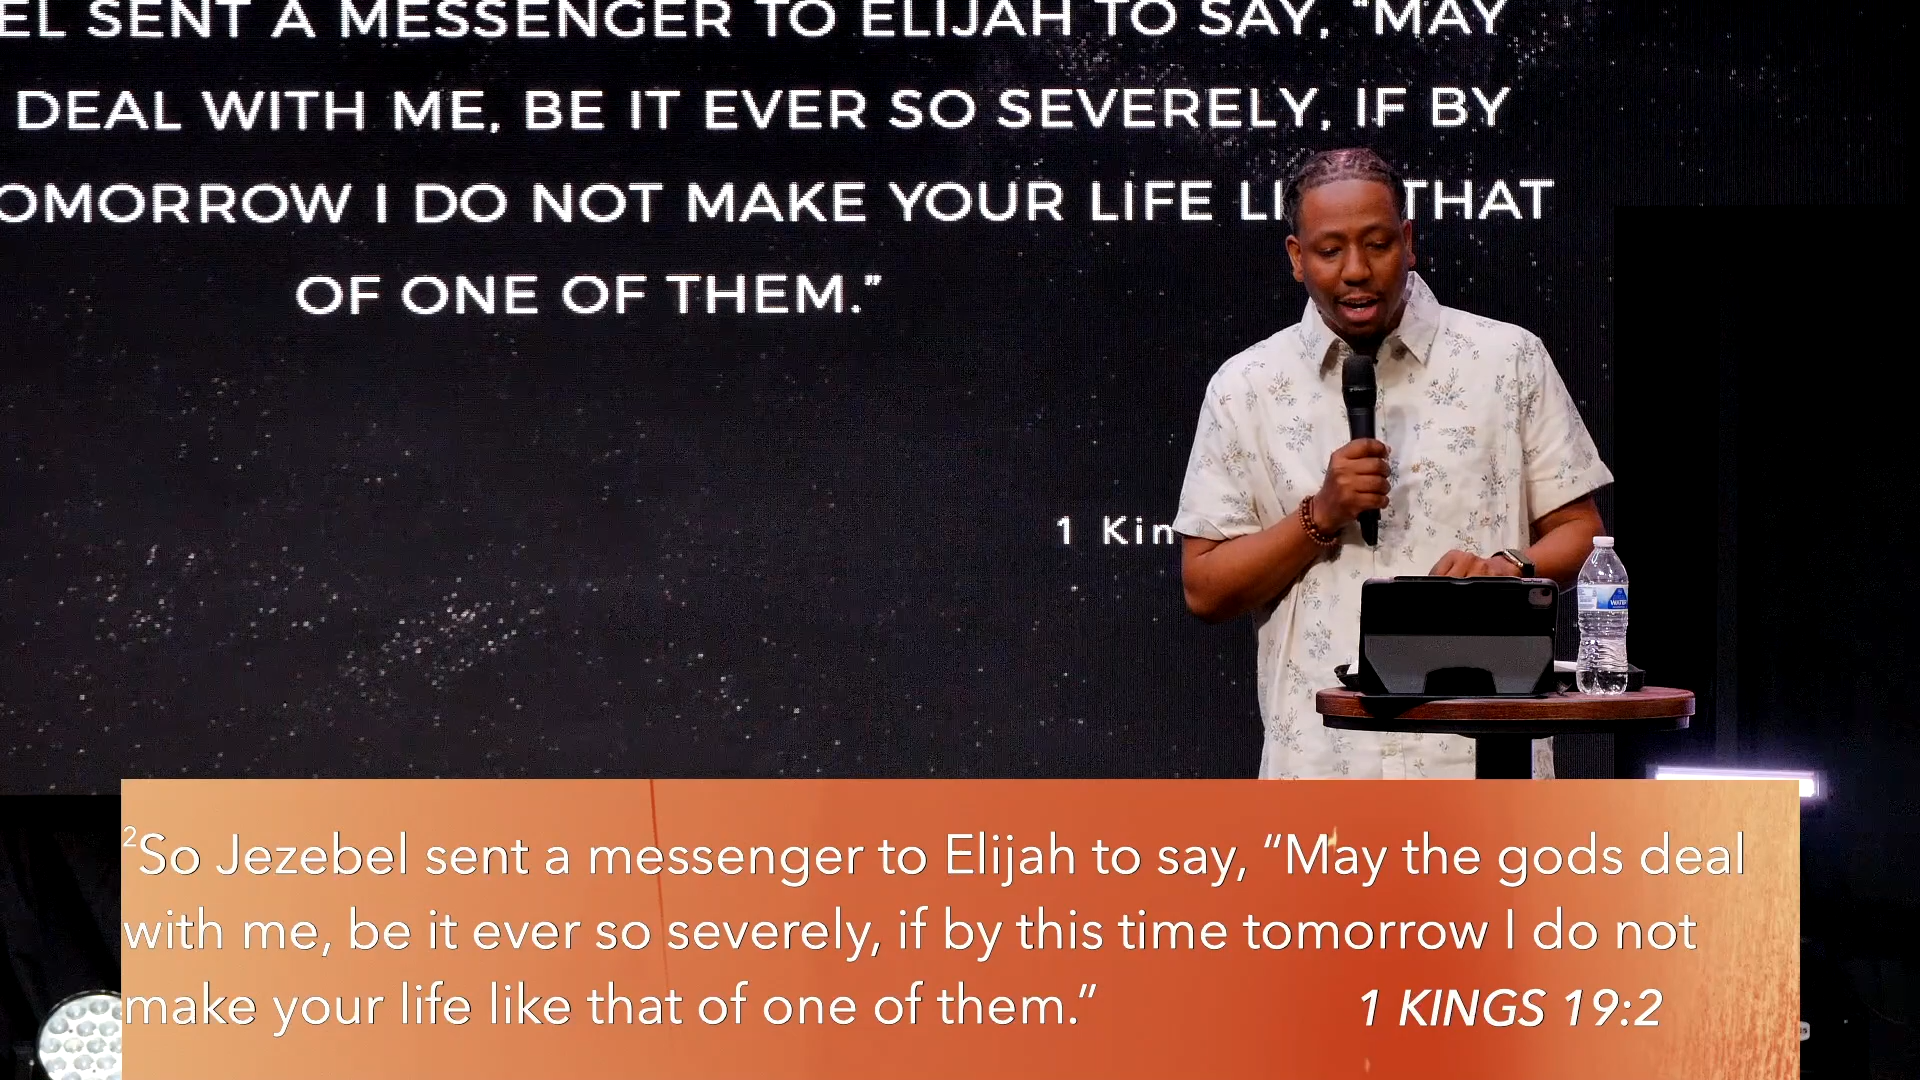 EL SENT A MESSENGER TO ELIJAH TO SAY, “MAY
DEAL WITH ME, BE IT EVER SO SEVERELY, IF BY
OMORROW I DO NOT MAKE YOUR LIFE LI THAT
OF ONE OF THEM.”
1 Kin
WATER
²So Jezebel sent a messenger to Elijah to say, “May the gods deal
with me, be it ever so severely, if by this time tomorrow I do not
make your life like that of one of them.”
1 KINGS 19:2